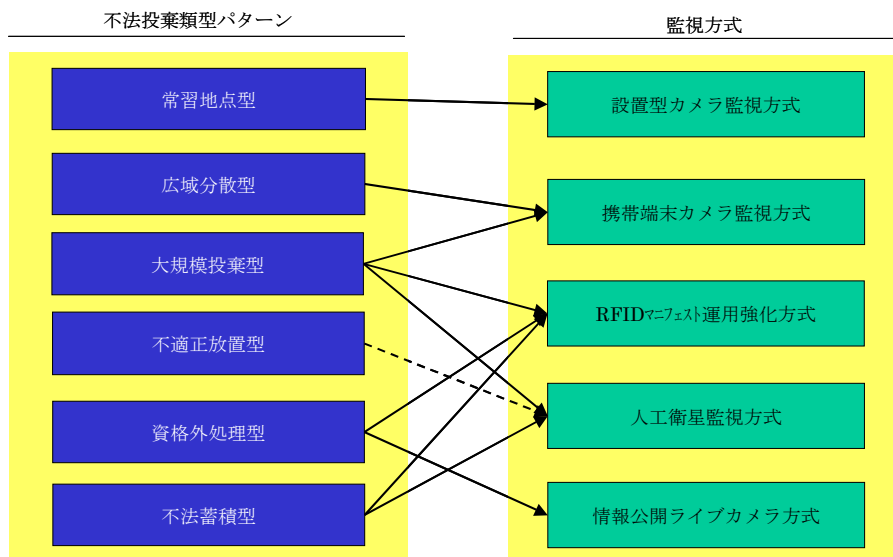 不法投棄類型パターン
監視方式
常習地点型
設置型カメラ監視方式
広域分散型
携帯端末カメラ監視方式
大規模投棄型
RFIDマニフェスト運用強化方式
不適正放置型
人工衛星監視方式
資格外処理型
不法蓄積型
情報公開ライブカメラ方式